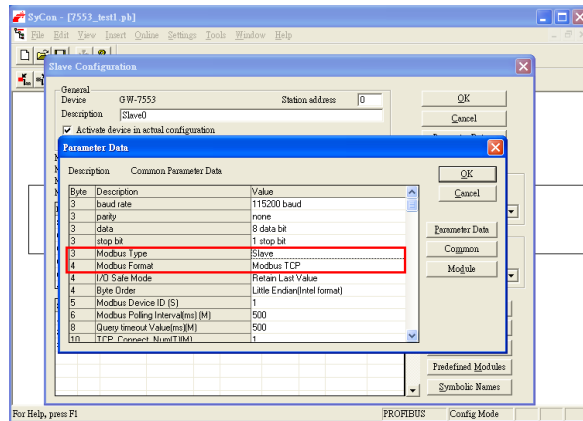 SyCon - [7553_test1.pb]
File Edit View Insert Online Settings Tools Window Help
Slave Configuration
General
Device GW-7553 Station address 0
Description Slave0
Activate device in actual configuration
OK
Cancel
Parameter Data
Description Common Parameter Data
Byte Description Value
3 baud rate 115200 baud
3 parity none
3 data 8 data bit
3 stop bit 1 stop bit
3 Modbus Type Slave
4 Modbus Format Modbus TCP
4 I/O Safe Mode Retain Last Value
4 Byte Order Little Endian(Intel format)
5 Modbus Device ID (S) 1
6 Modbus Polling Interval(ms) (M) 500
8 Query timeout Value(ms)(M) 500
10 TCP Connect Num(T)(M) 1
OK
Cancel
Parameter Data
Common
Module
Predefined Modules
Symbolic Names
For Help, press F1 PROFIBUS Config Mode